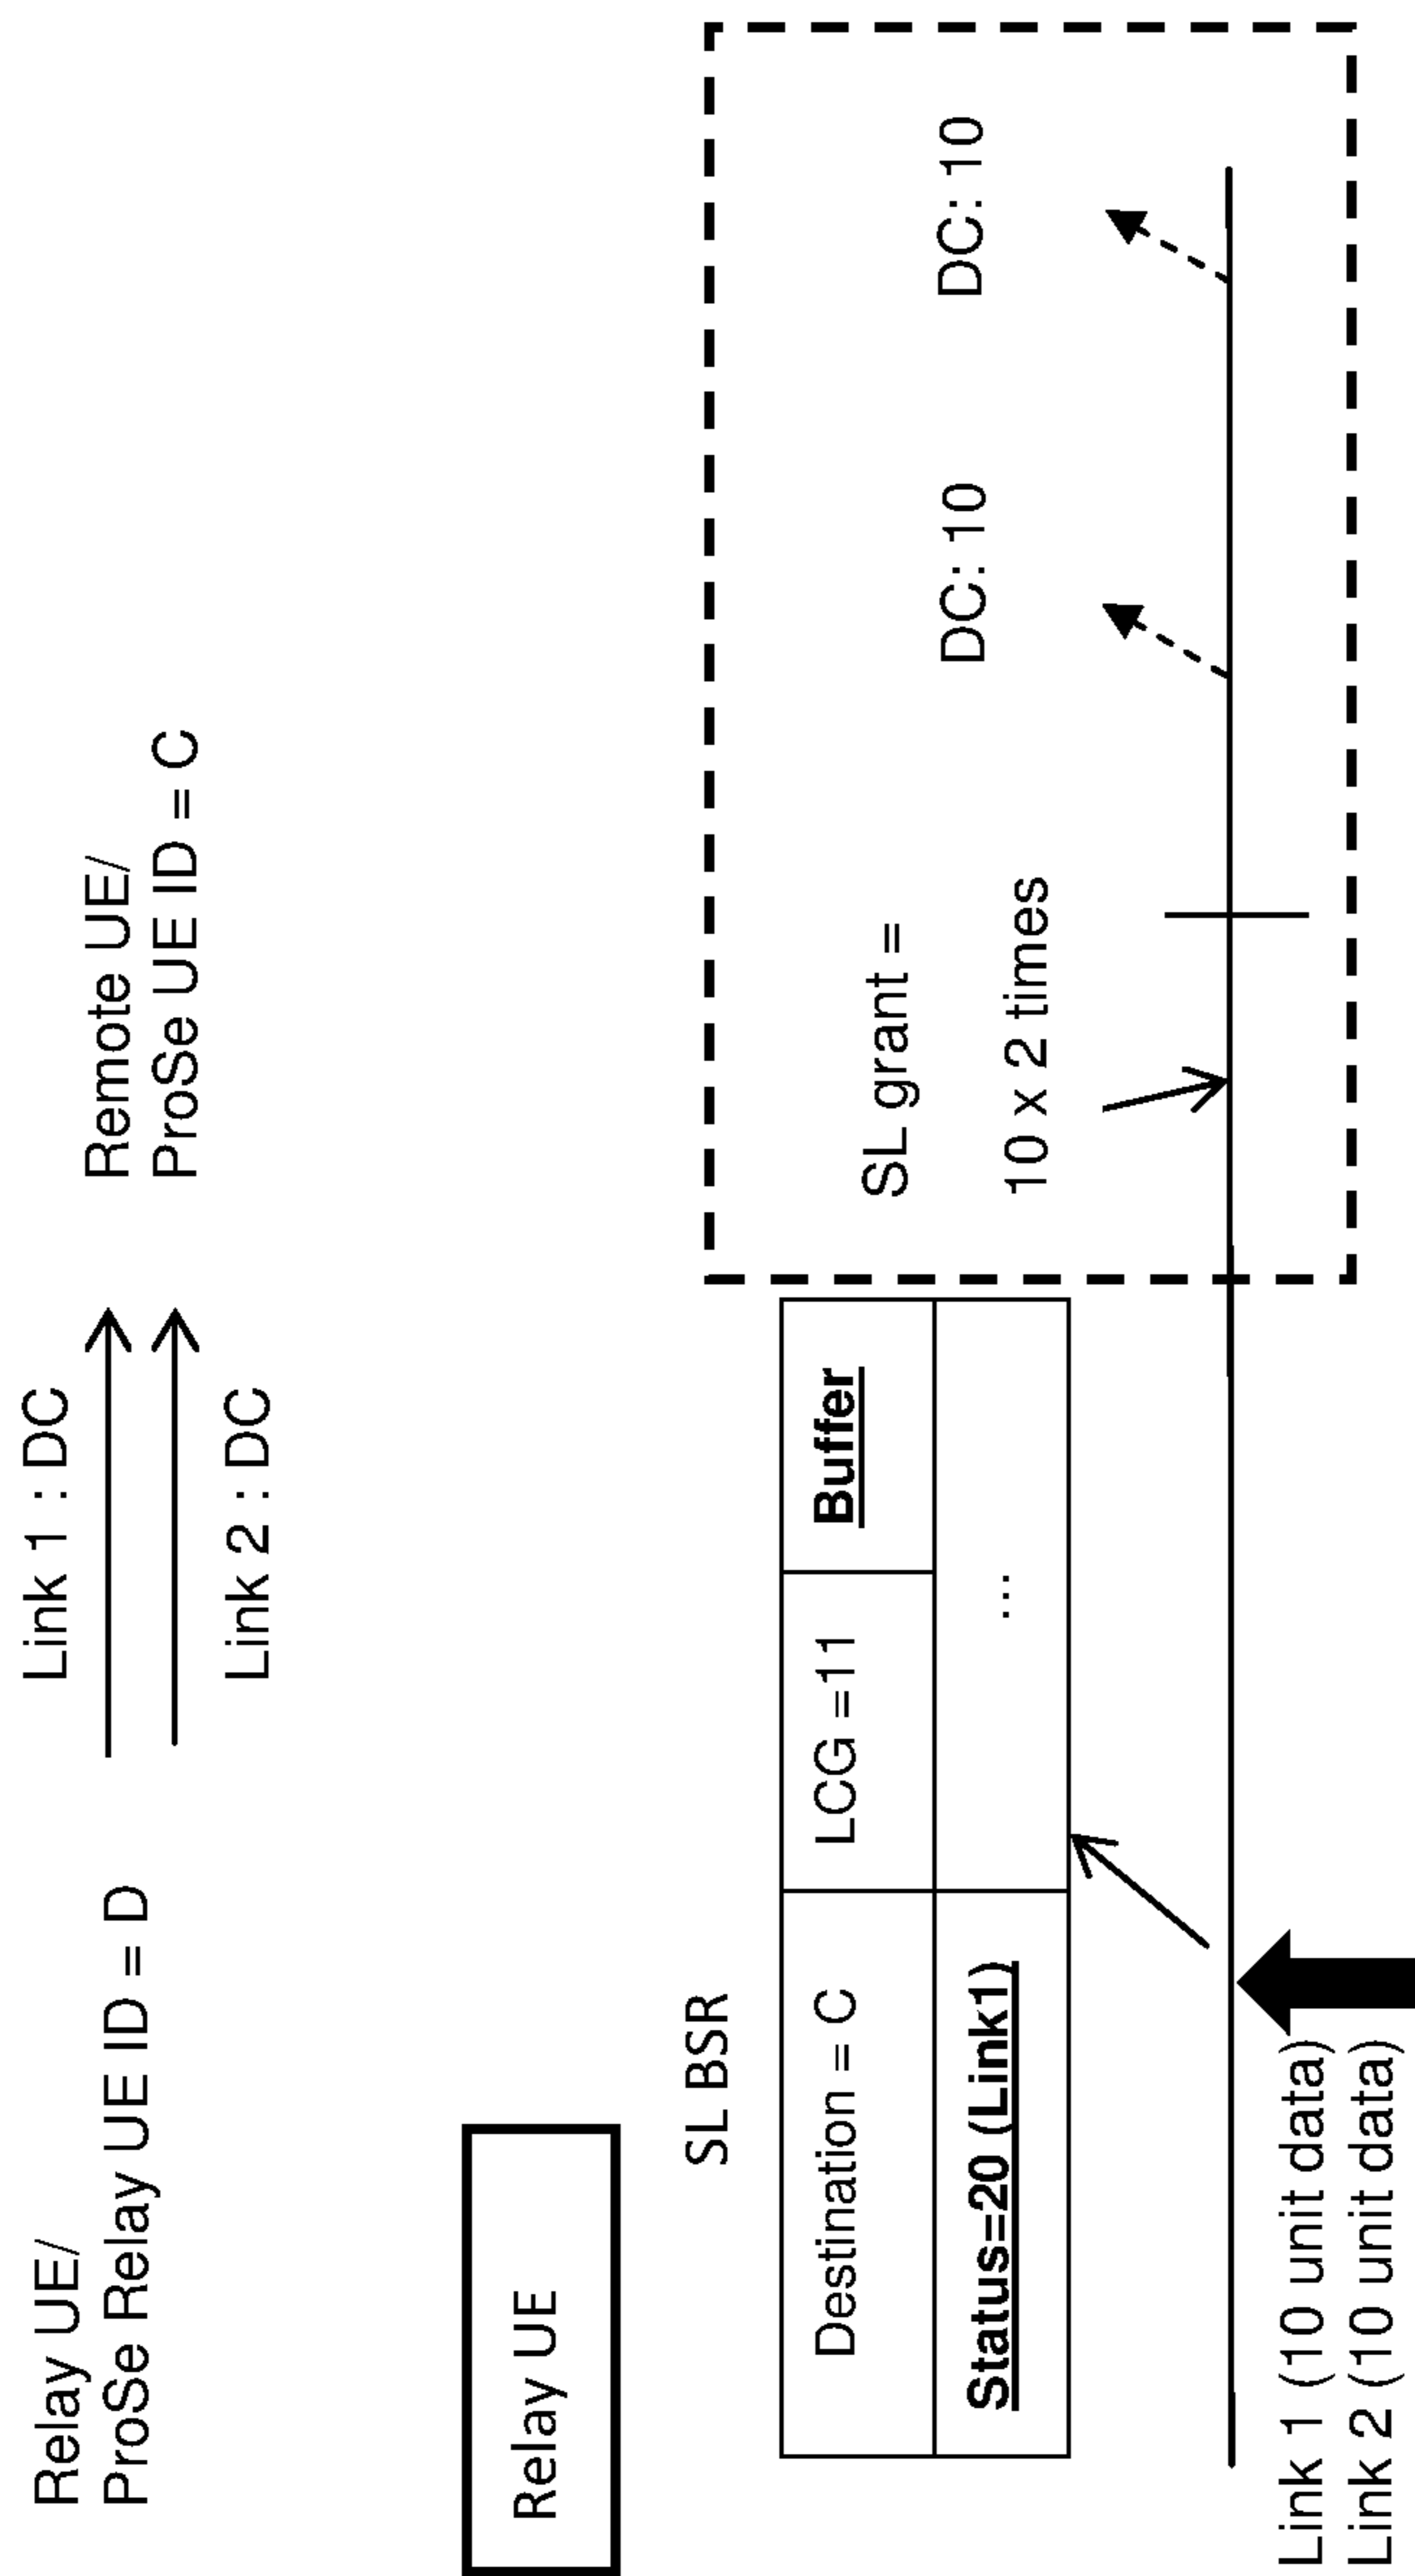 Relay UE/
ProSe Relay UE ID = D
Link 1 : DC
Link 2 : DC
Remote UE/
ProSe UE ID = C
Relay UE
SL BSR
Destination = C
LCG =11
Buffer
Status=20 (Link1)
...
SL grant =
10 x 2 times
DC: 10
DC: 10
Link 1 (10 unit data)
Link 2 (10 unit data)